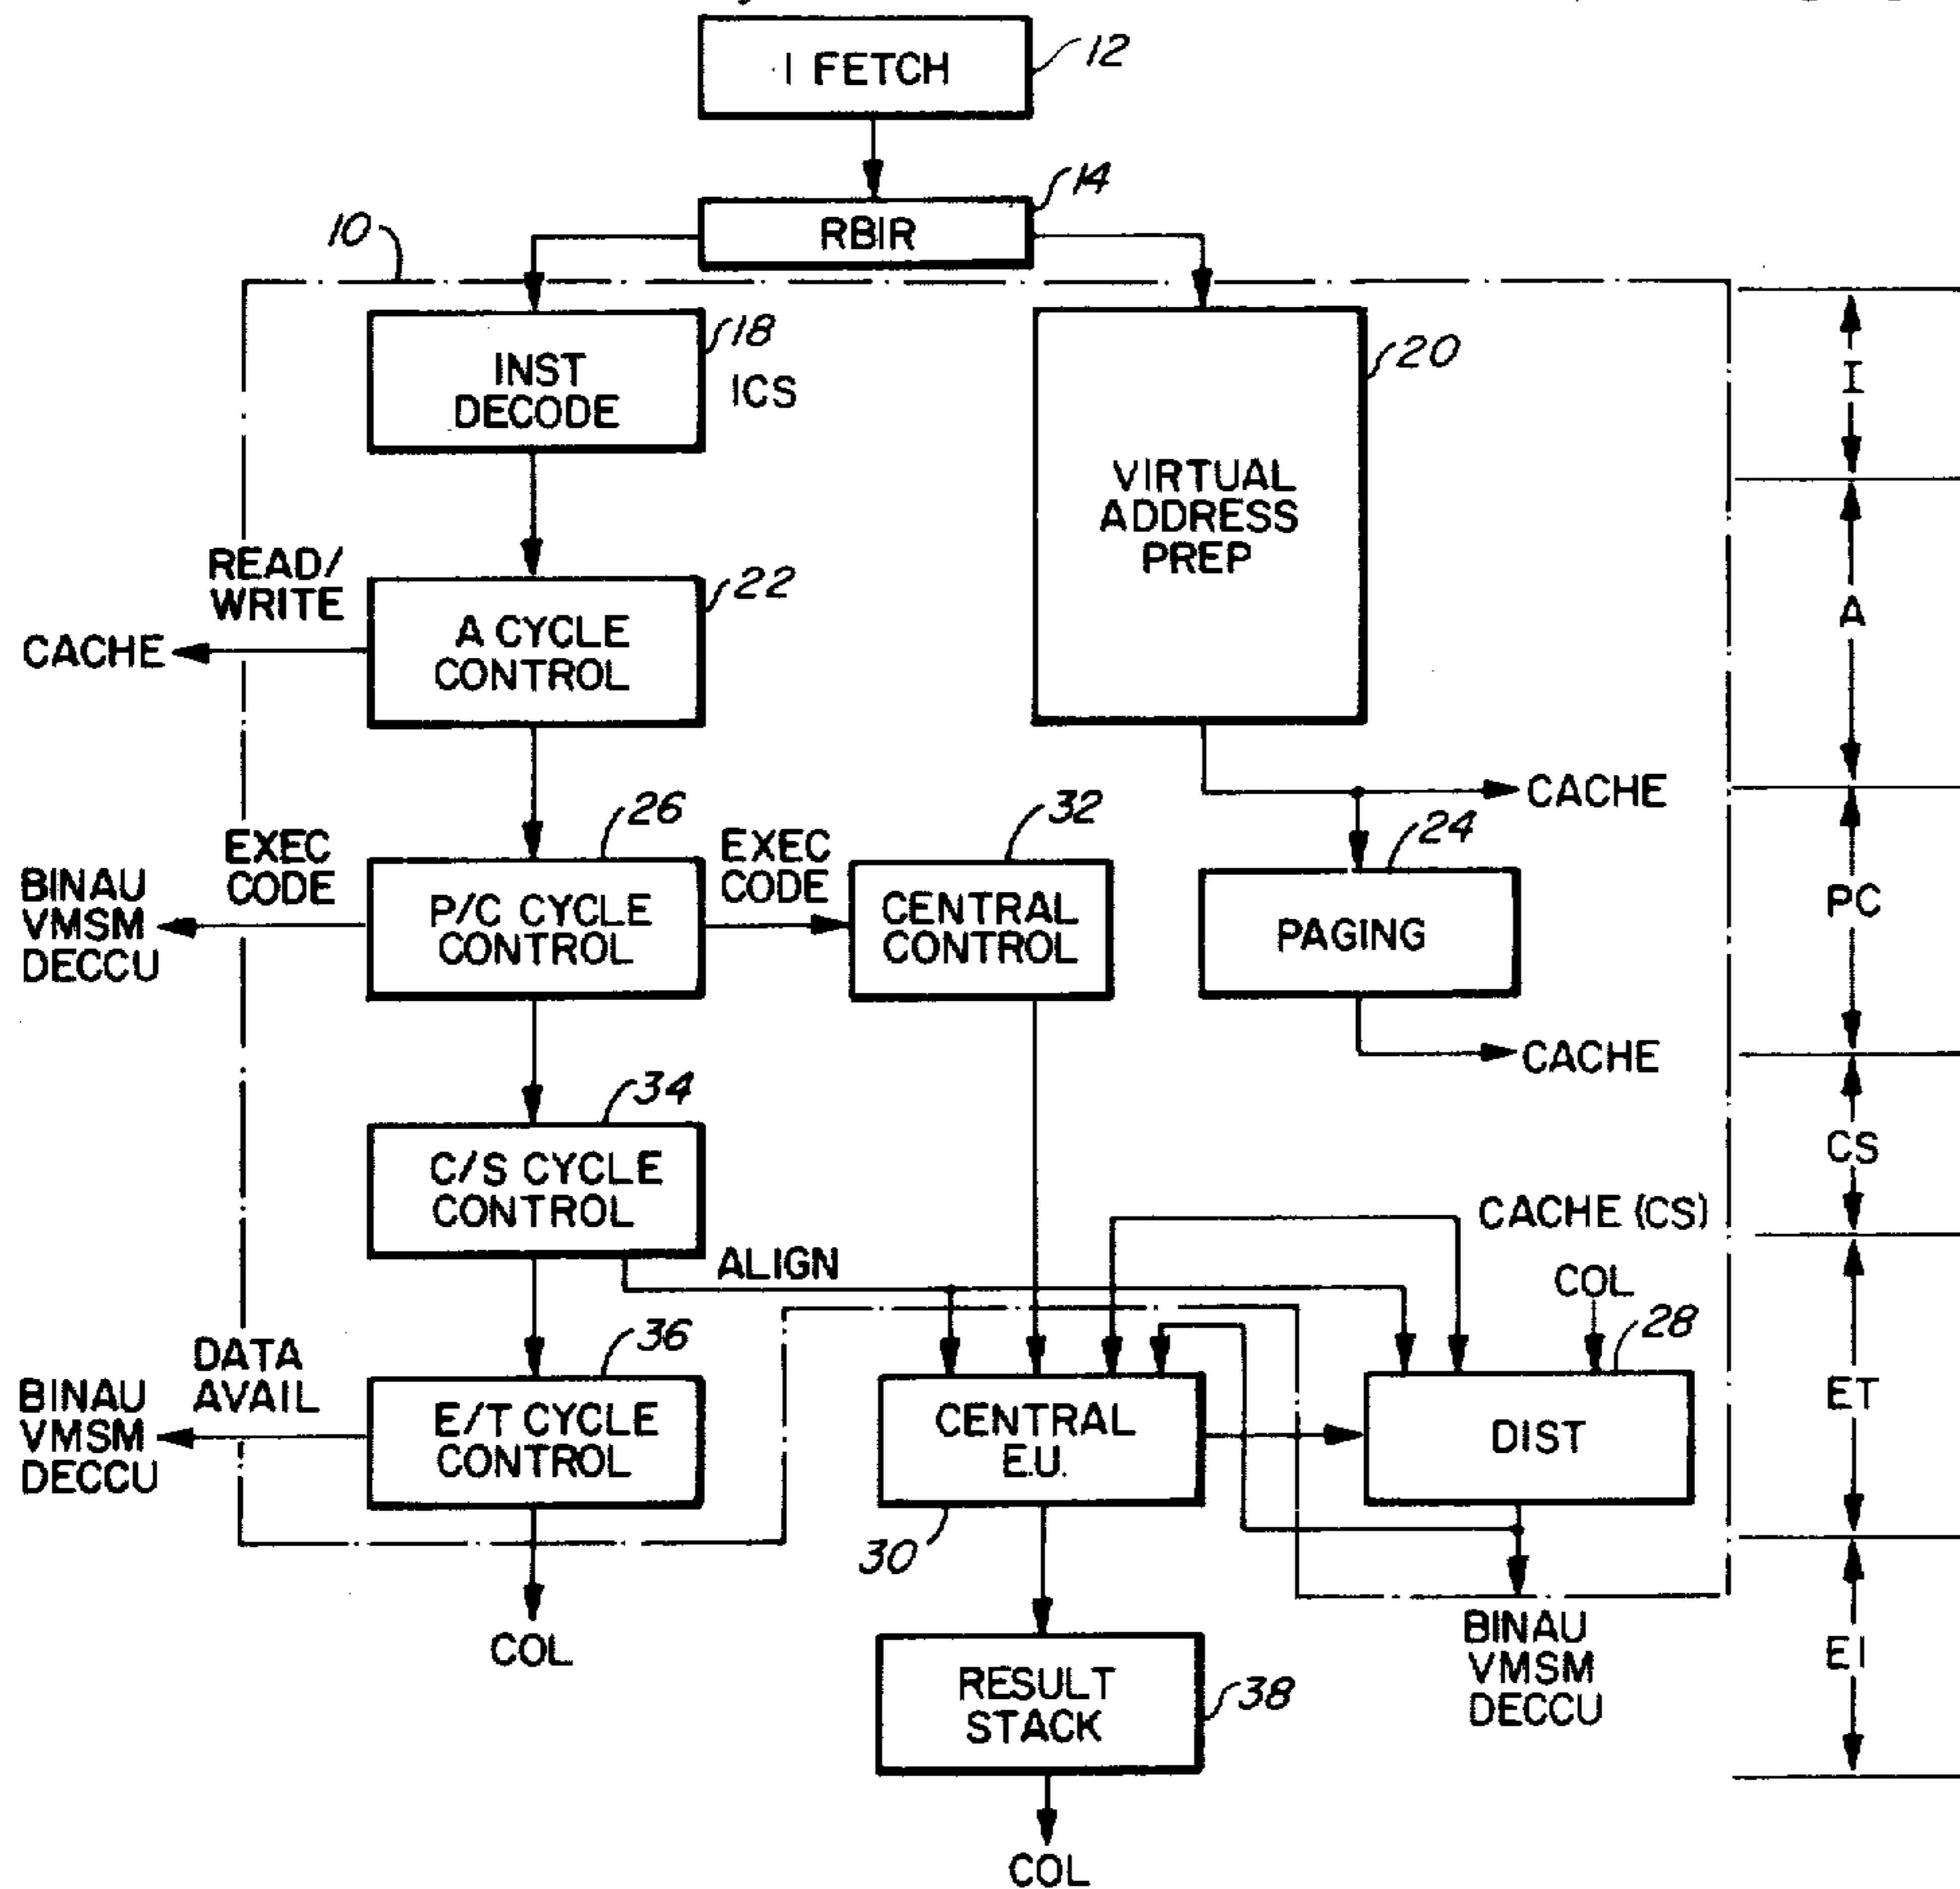 I FETCH
12
RBIR
14
10
INST
DECODE
18
ICS
VIRTUAL
ADDRESS
PREP
20
I
READ/
WRITE
CACHE
A CYCLE
CONTROL
22
A
CACHE
EXEC
CODE
BINAU
VMSM
DECCU
P/C CYCLE
CONTROL
26
EXEC
CODE
CENTRAL
CONTROL
32
PAGING
24
PC
CACHE
C/S CYCLE
CONTROL
34
CS
ALIGN
CACHE (CS)
COL
DATA
AVAIL
BINAU
VMSM
DECCU
E/T CYCLE
CONTROL
36
CENTRAL
E.U.
30
DIST
28
ET
COL
RESULT
STACK
38
BINAU
VMSM
DECCU
EI
COL